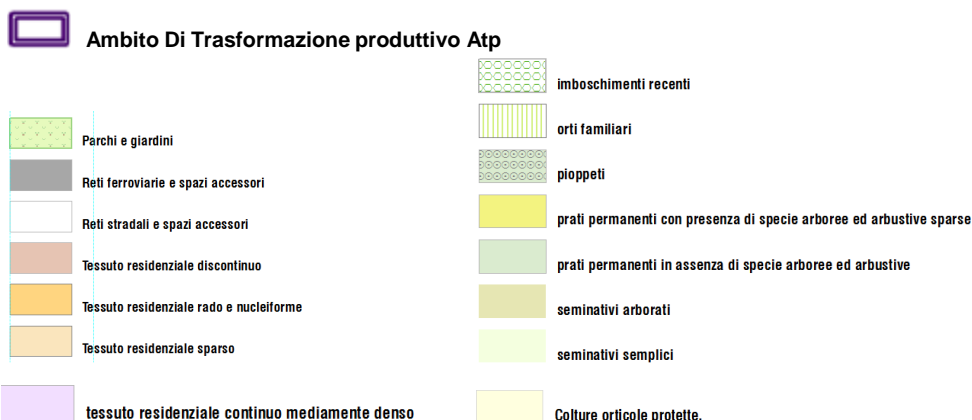 Ambito Di Trasformazione produttivo Atp
Parchi e giardini
Reti ferroviarie e spazi accessori
Reti stradali e spazi accessori
Tessuto residenziale discontinuo
Tessuto residenziale rado e nucleiforme
Tessuto residenziale sparso
tessuto residenziale continuo mediamente denso
imboschimenti recenti
orti familiari
pioppeti
prati permanenti con presenza di specie arboree ed arbustive sparse
prati permanenti in assenza di specie arboree ed arbustive
seminativi arborati
seminativi semplici
Colture orticole protette.